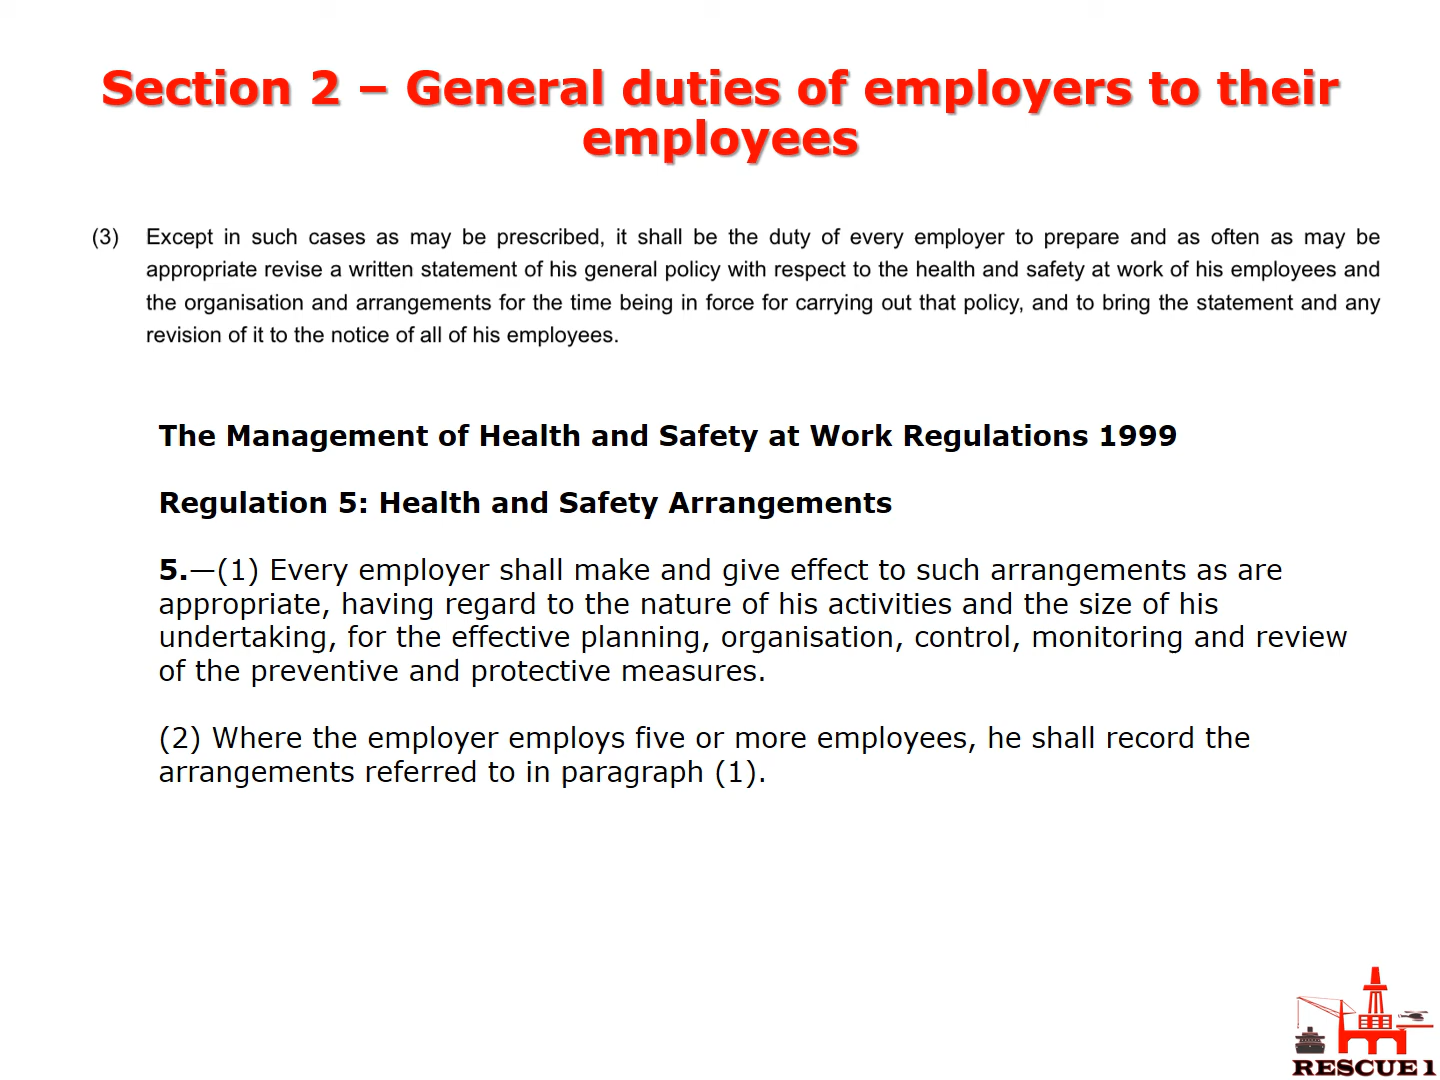 Section 2 – General duties of employers to their
employees
(3) Except in such cases as may be prescribed, it shall be the duty of every employer to prepare and as often as may be
appropriate revise a written statement of his general policy with respect to the health and safety at work of his employees and
the organisation and arrangements for the time being in force for carrying out that policy, and to bring the statement and any
revision of it to the notice of all of his employees.
The Management of Health and Safety at Work Regulations 1999
Regulation 5: Health and Safety Arrangements
5.—(1) Every employer shall make and give effect to such arrangements as are
appropriate, having regard to the nature of his activities and the size of his
undertaking, for the effective planning, organisation, control, monitoring and review
of the preventive and protective measures.
(2) Where the employer employs five or more employees, he shall record the
arrangements referred to in paragraph (1).
RESCUE 1